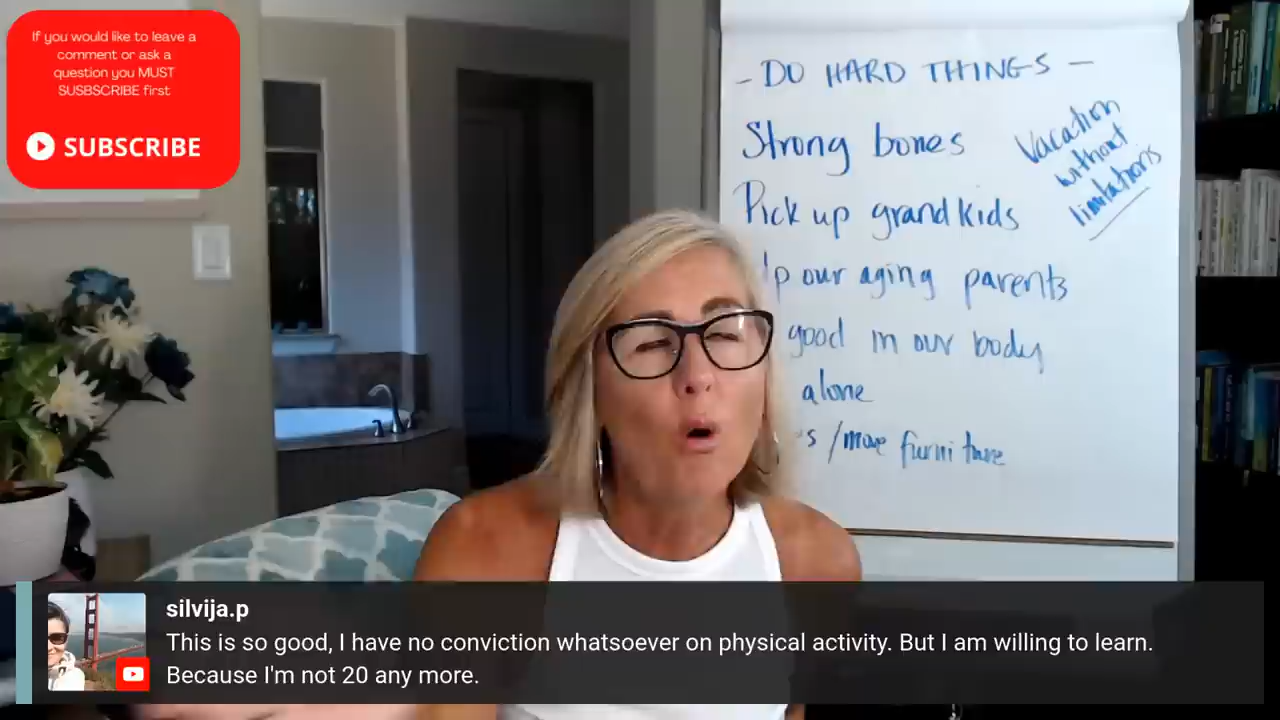 If you would like to leave a
comment or ask a
question you MUST
SUSBSCRIBE first
SUBSCRIBE
- DO HARD THINGS -
Strong bones
Vacation
without
limitations
Pick up grandkids
our aging parents
good in our body
alone
/move furniture
silvija.p
This is so good, I have no conviction whatsoever on physical activity. But I am willing to learn.
Because I'm not 20 any more.